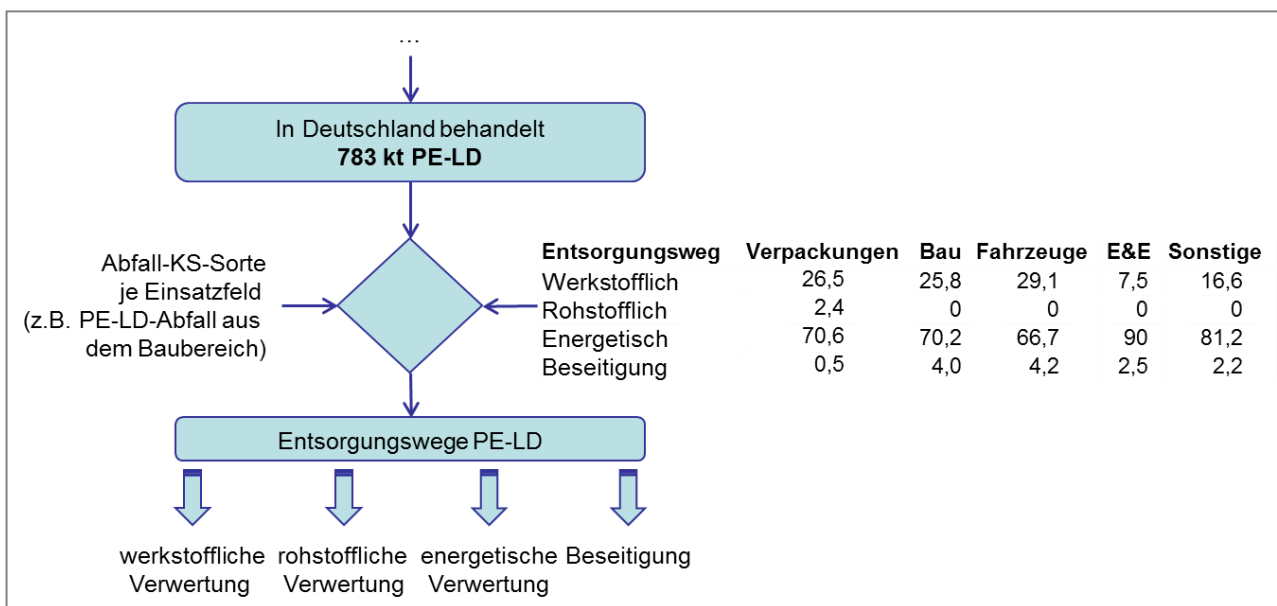 ...
In Deutschland behandelt
783 kt PE-LD
Abfall-KS-Sorte
je Einsatzfeld
(z.B. PE-LD-Abfall aus
dem Baubereich)
Entsorgungsweg Verpackungen Bau Fahrzeuge E&E Sonstige
Werkstofflich 26,5 25,8 29,1 7,5 16,6
Rohstofflich 2,4 0 0 0 0
Energetisch 70,6 70,2 66,7 90 81,2
Beseitigung 0,5 4,0 4,2 2,5 2,2
Entsorgungswege PE-LD
werkstoffliche Verwertung
rohstoffliche Verwertung
energetische Verwertung
Beseitigung